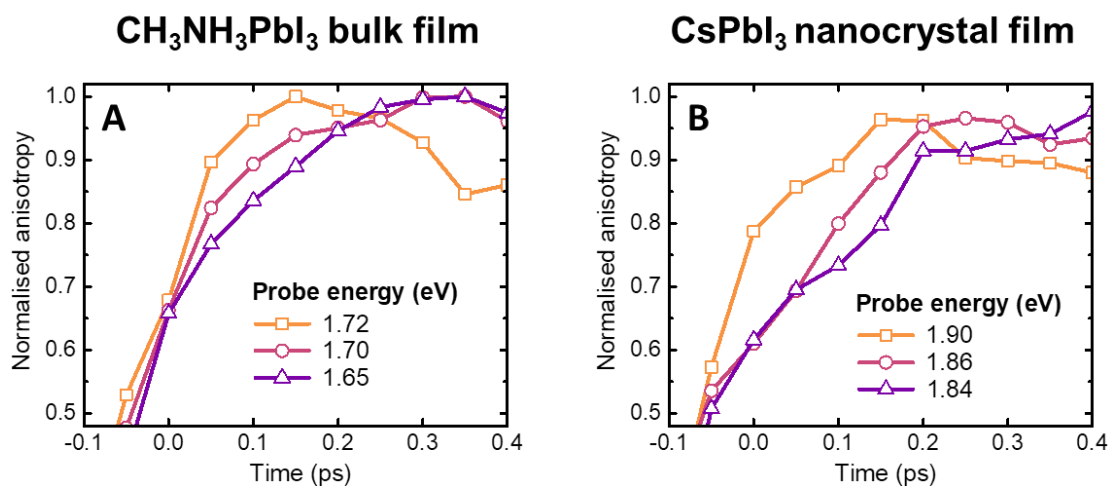 CH₃NH₃PbI₃ bulk film
A
Normalised anisotropy
1.0
0.9
0.8
0.7
0.6
0.5
Probe energy (eV)
1.72
1.70
1.65
-0.1 0.0 0.1 0.2 0.3 0.4
Time (ps)
CsPbI₃ nanocrystal film
B
Normalised anisotropy
1.0
0.9
0.8
0.7
0.6
0.5
Probe energy (eV)
1.90
1.86
1.84
-0.1 0.0 0.1 0.2 0.3 0.4
Time (ps)